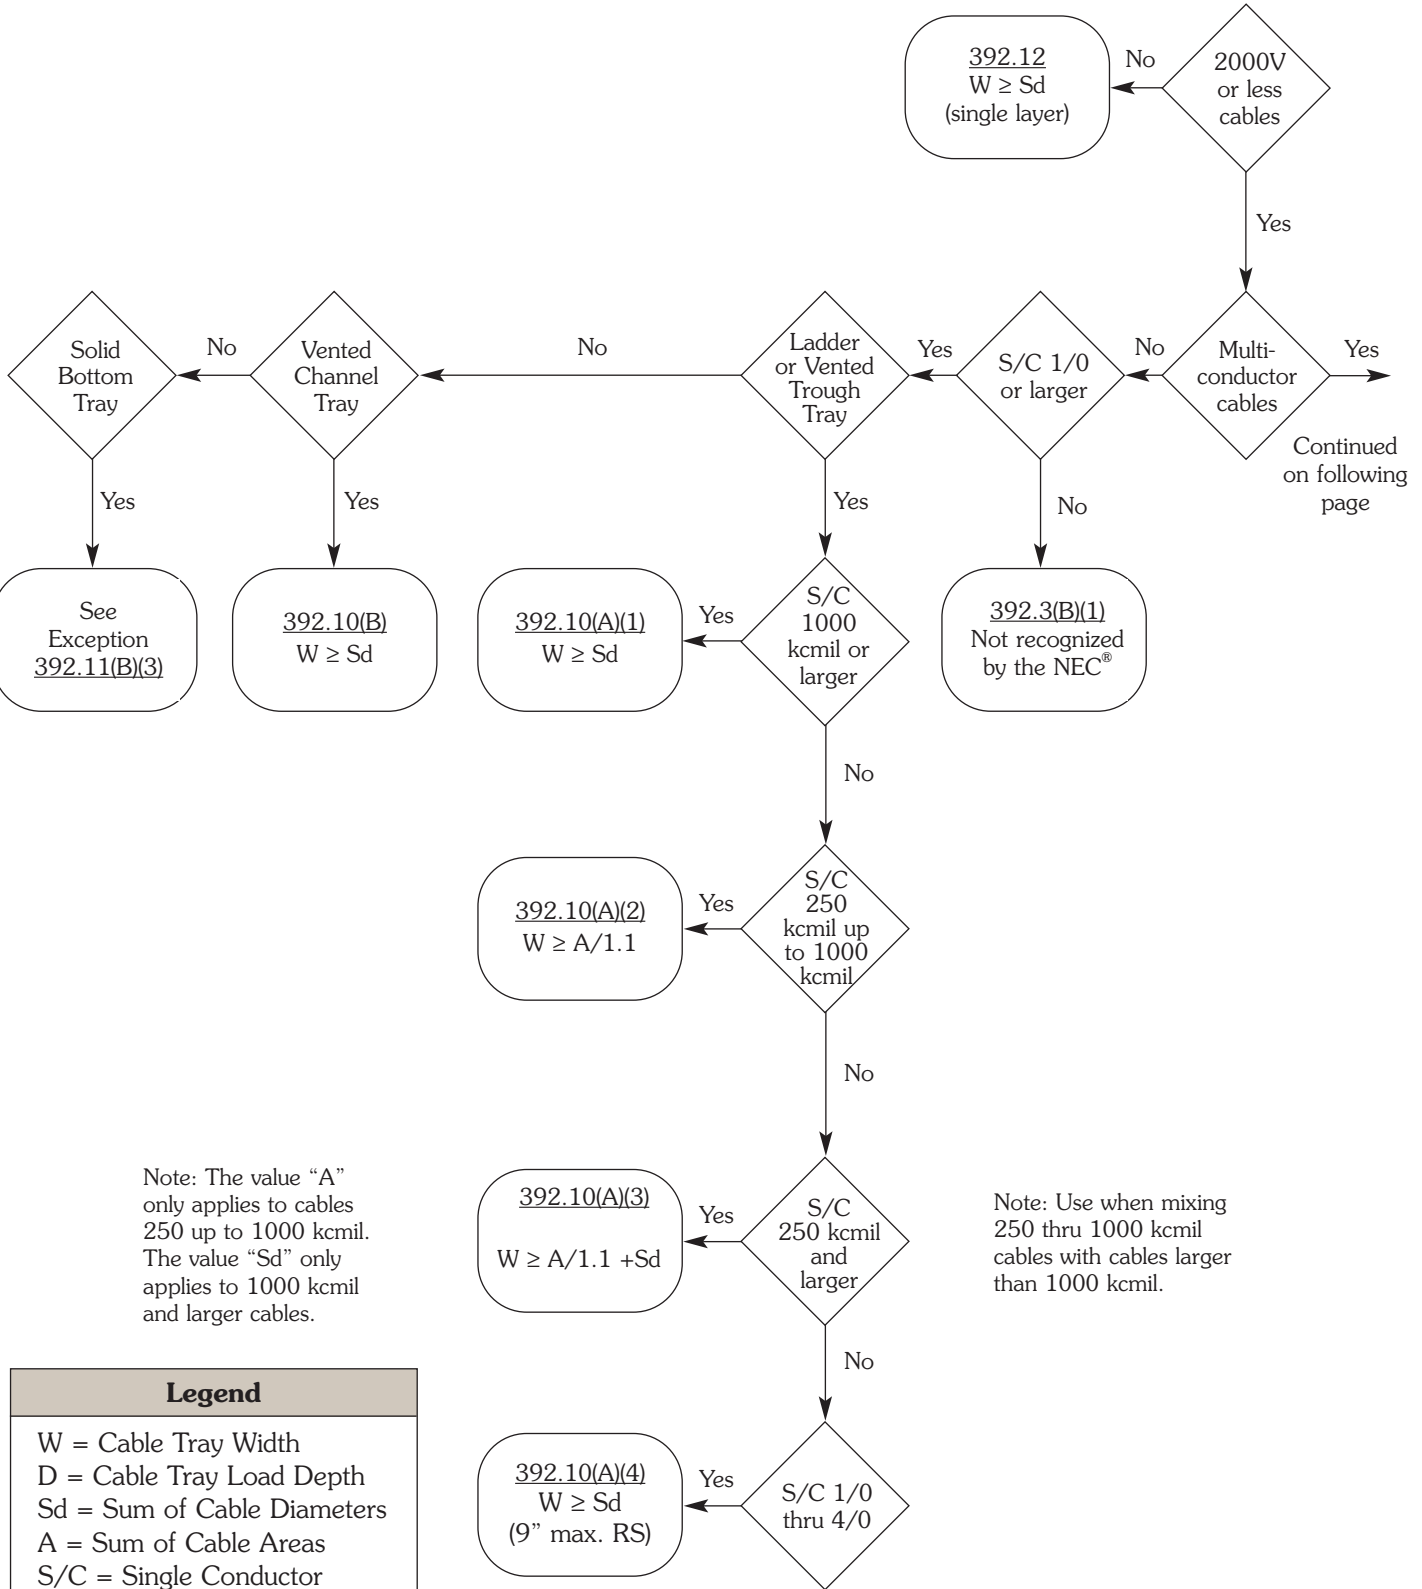 392.12
W ≥ Sd
(single layer)
No
2000V
or less
cables
Yes
Solid
Bottom
Tray
No
Vented
Channel
Tray
No
Ladder
or Vented
Trough
Tray
Yes
S/C 1/0
or larger
No
Multi-
conductor
cables
Yes
Continued
on following
page
Yes
Yes
Yes
No
See
Exception
392.11(B)(3)
392.10(B)
W ≥ Sd
392.10(A)(1)
W ≥ Sd
Yes
S/C
1000
kcmil or
larger
392.3(B)(1)
Not recognized
by the NEC®
No
392.10(A)(2)
W ≥ A/1.1
Yes
S/C
250
kcmil up
to 1000
kcmil
No
Note: The value “A”
only applies to cables
250 up to 1000 kcmil.
The value “Sd” only
applies to 1000 kcmil
and larger cables.
392.10(A)(3)
W ≥ A/1.1 +Sd
Yes
S/C
250 kcmil
and
larger
Note: Use when mixing
250 thru 1000 kcmil
cables with cables larger
than 1000 kcmil.
No
Legend
W = Cable Tray Width
D = Cable Tray Load Depth
Sd = Sum of Cable Diameters
A = Sum of Cable Areas
S/C = Single Conductor
392.10(A)(4)
W ≥ Sd
(9” max. RS)
Yes
S/C 1/0
thru 4/0